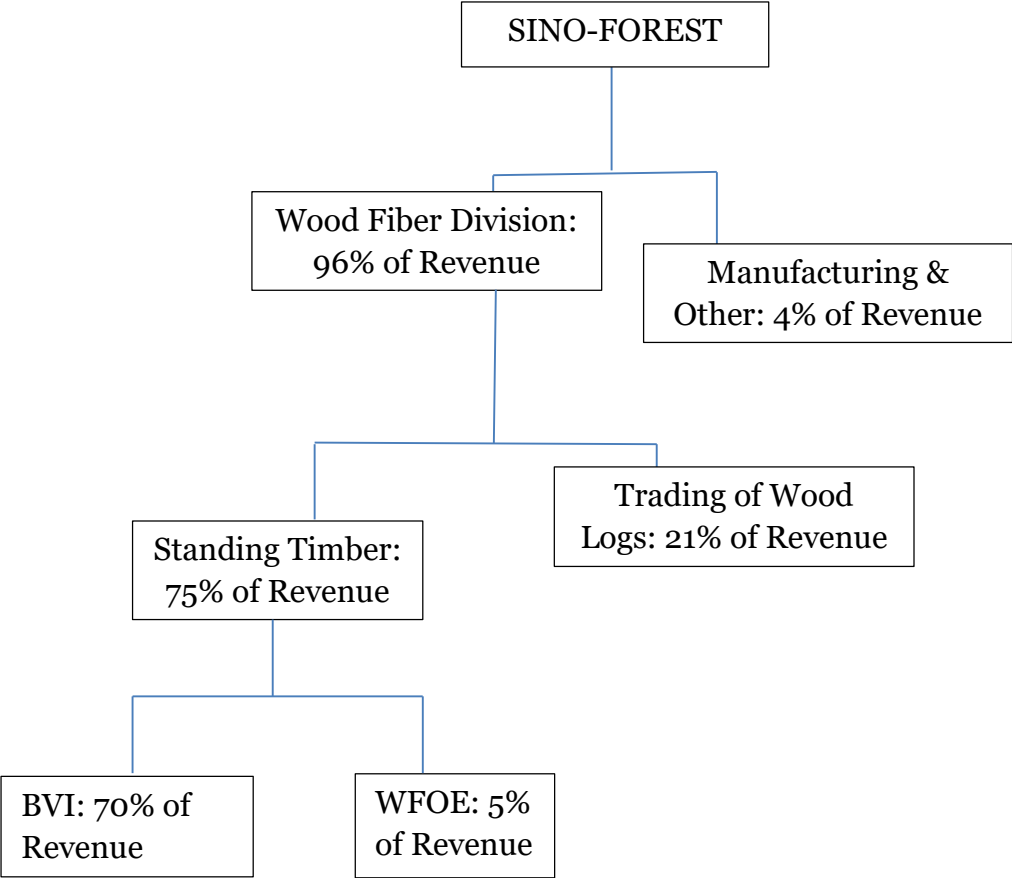 SINO-FOREST
Wood Fiber Division:
96% of Revenue
Manufacturing &
Other: 4% of Revenue
Trading of Wood
Logs: 21% of Revenue
Standing Timber:
75% of Revenue
BVI: 70% of
Revenue
WFOE: 5%
of Revenue